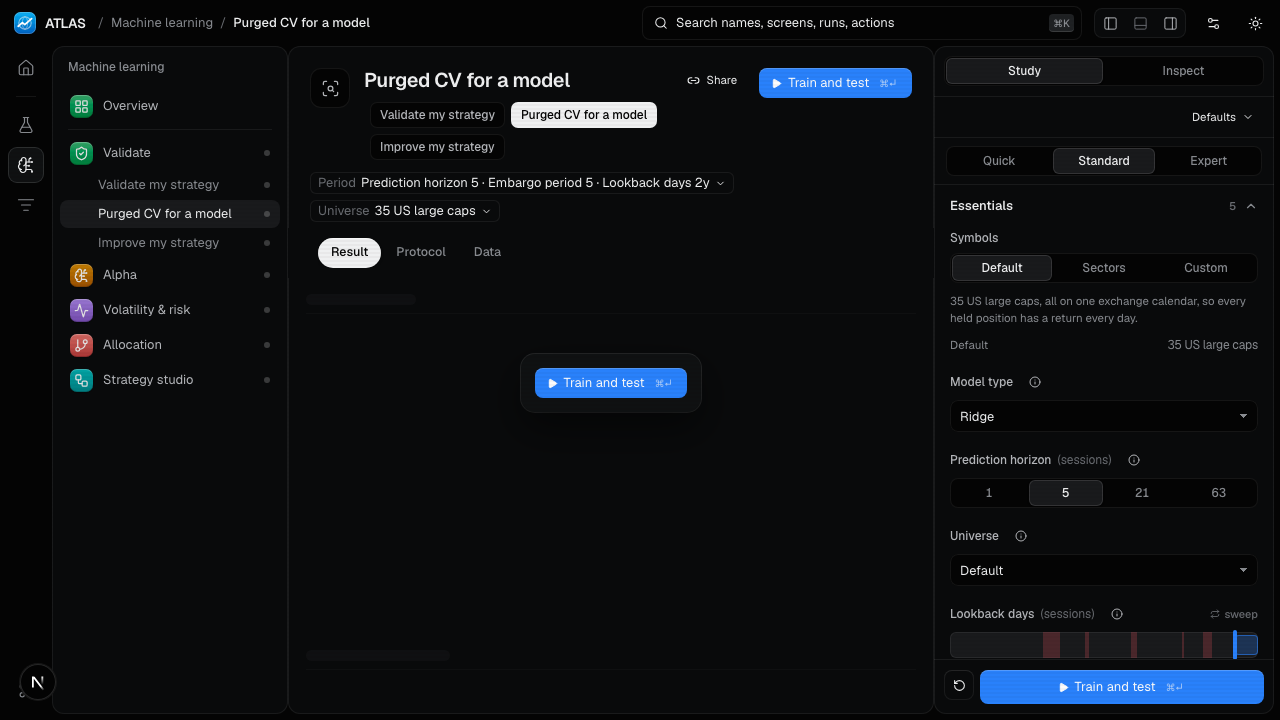 ATLAS / Machine learning / Purged CV for a model
Search names, screens, runs, actions ⌘K
Machine learning
Overview
Validate
Validate my strategy
Purged CV for a model
Improve my strategy
Alpha
Volatility & risk
Allocation
Strategy studio
N
Purged CV for a model
Share
Train and test ⌘↵
Validate my strategy
Purged CV for a model
Improve my strategy
Period Prediction horizon 5 · Embargo period 5 · Lookback days 2y
Universe 35 US large caps
Result Protocol Data
Train and test ⌘↵
Study Inspect
Defaults
Quick Standard Expert
Essentials 5
Symbols
Default Sectors Custom
35 US large caps, all on one exchange calendar, so every
held position has a return every day.
Default 35 US large caps
Model type
Ridge
Prediction horizon (sessions)
1 5 21 63
Universe
Default
Lookback days (sessions) sweep
Train and test ⌘↵